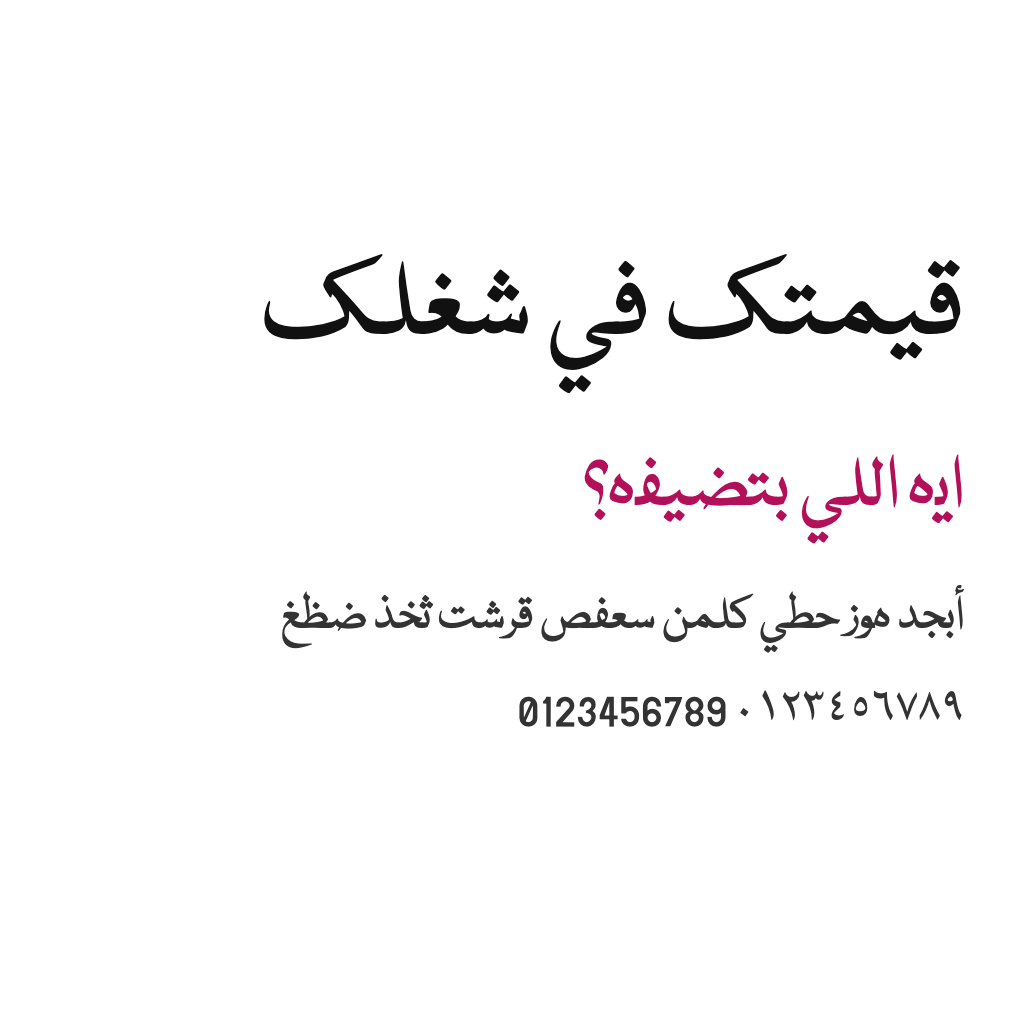 قيمتك في شغلك
ايه اللي بتضيفه؟
أبجد هوز حطي كلمن سعفص قرشت ثخذ ضظغ
0123456789 ٠١٢٣٤٥٦٧٨٩